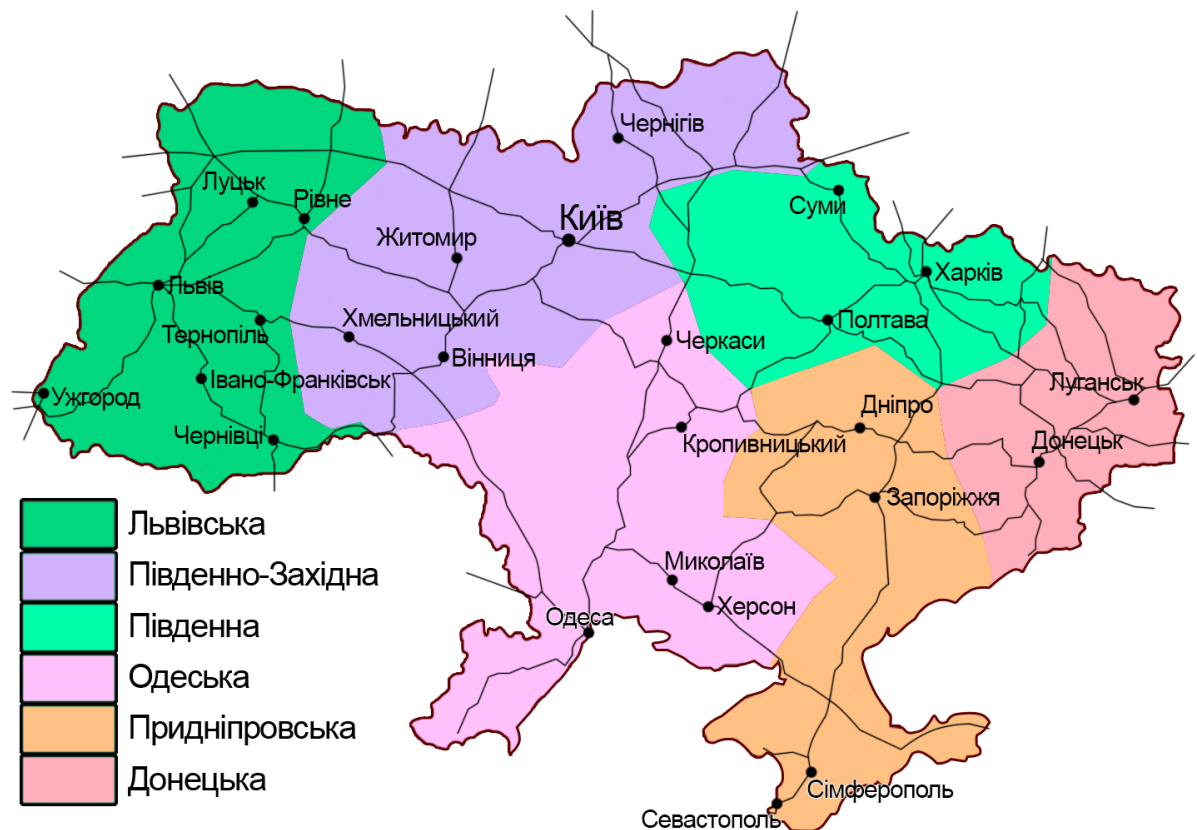 Чернігів
Луцьк
Рівне
Суми
Київ
Житомир
Харків
Львів
Тернопіль
Хмельницький
Полтава
Черкаси
Вінниця
Івано-Франківськ
Луганськ
Ужгород
Дніпро
Чернівці
Кропивницький
Донецьк
Запоріжжя
Львівська
Південно-Західна
Миколаїв
Херсон
Південна
Одеса
Одеська
Придніпровська
Донецька
Сімферополь
Севастополь